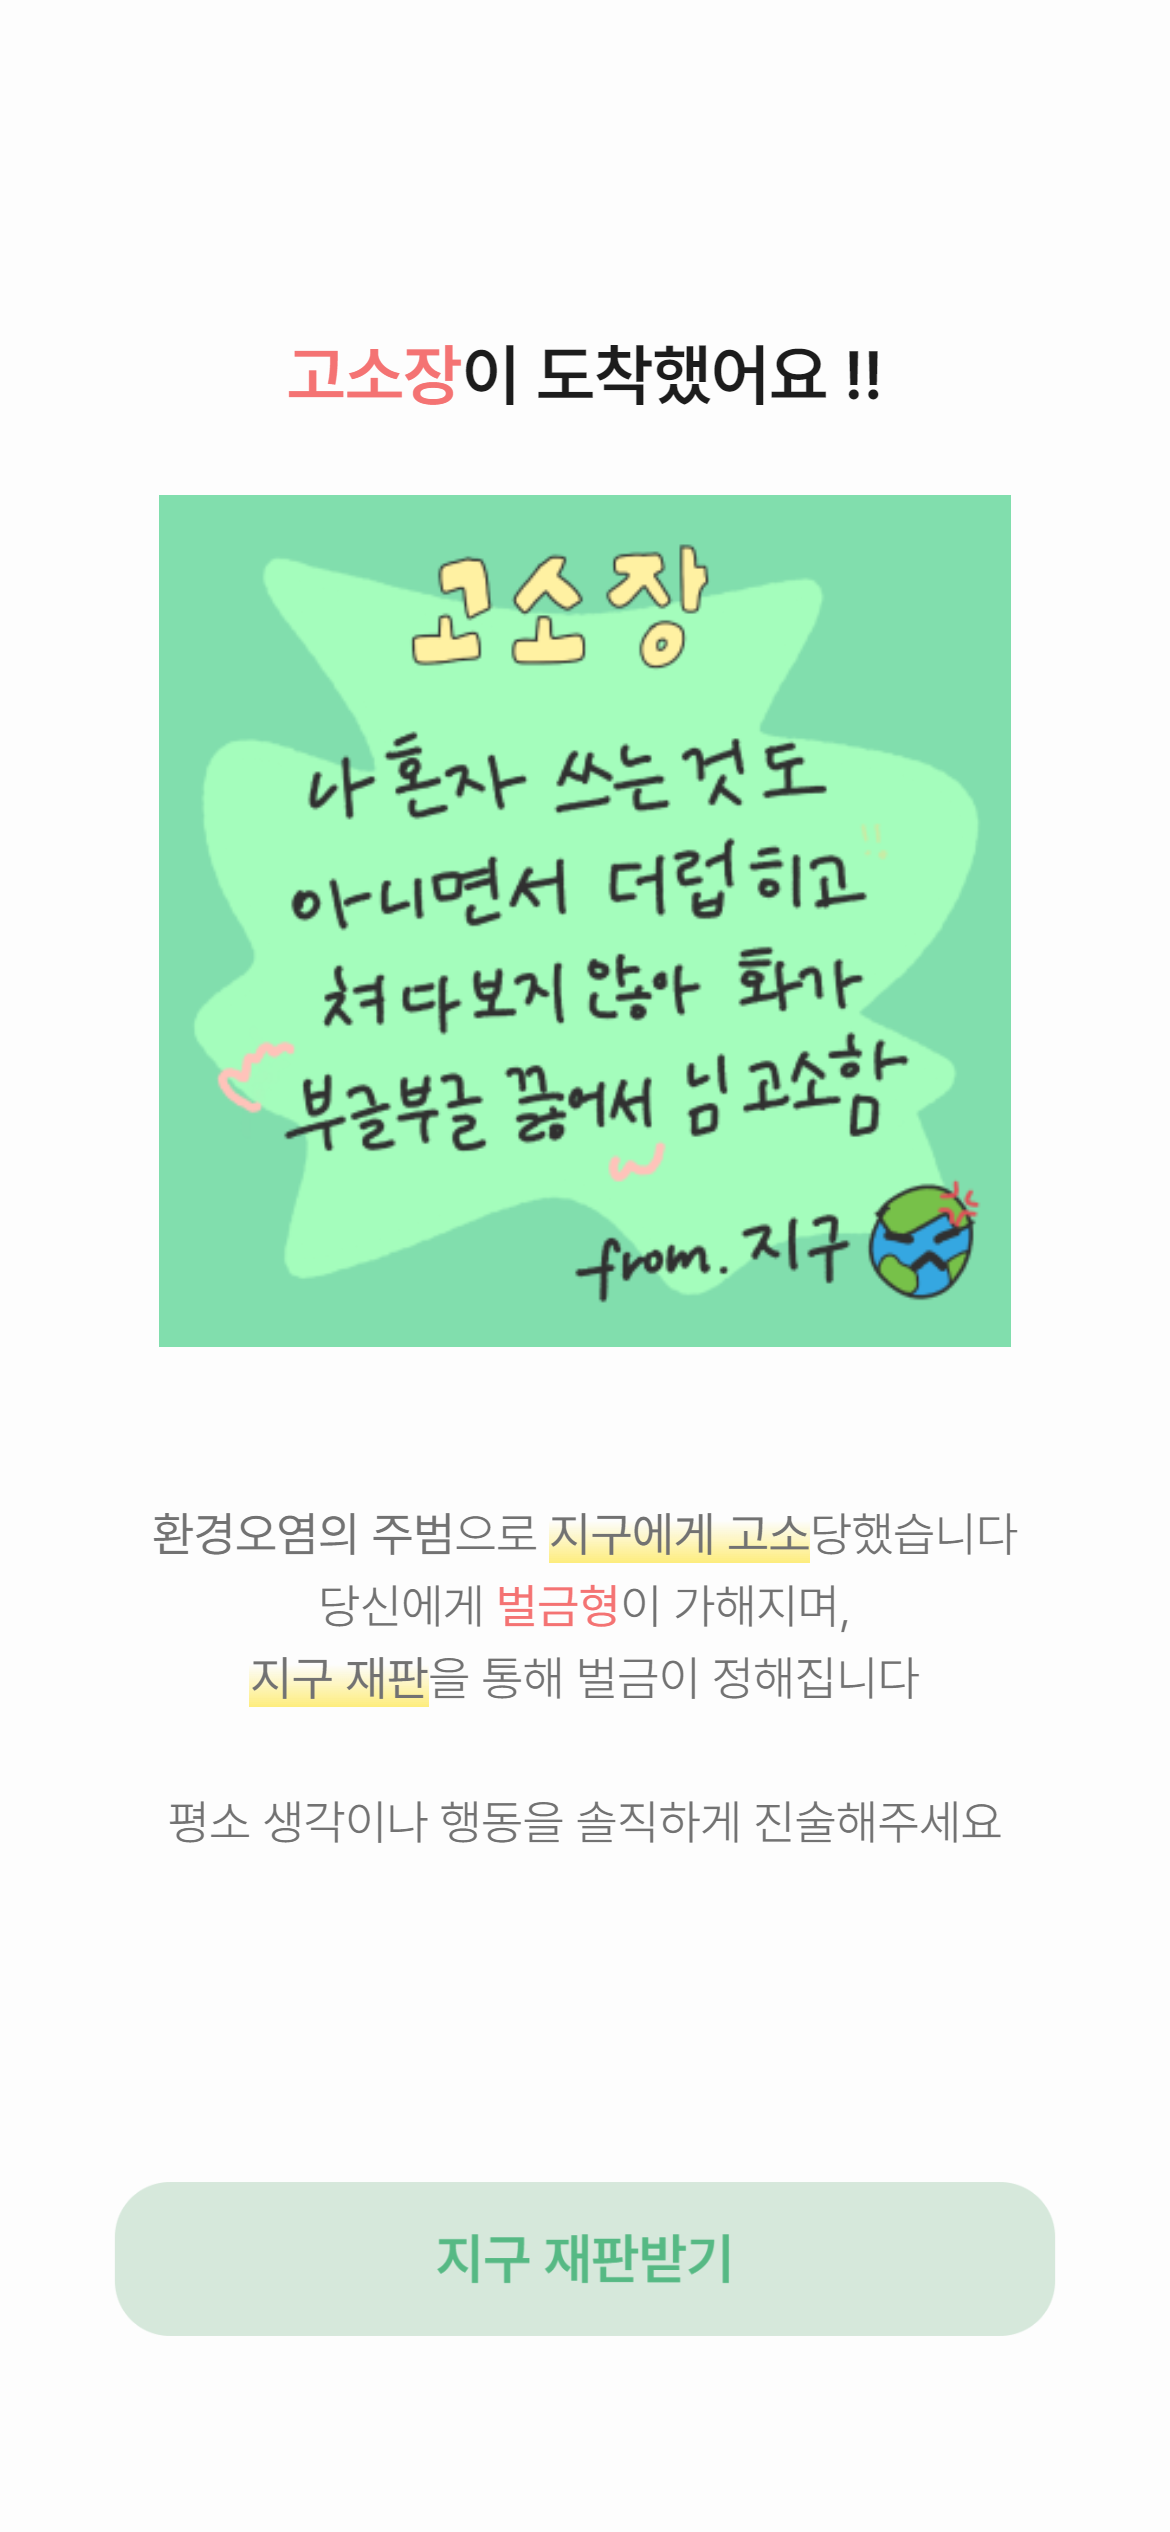 고소장이 도착했어요 !!
고소장
나 혼자 쓰는 것도
아니면서 더럽히고
!!
쳐다보지 않아 화가
부글부글 끓어서 님 고소함
from. 지구
환경오염의 주범으로 지구에게 고소당했습니다
당신에게 벌금형이 가해지며,
지구 재판을 통해 벌금이 정해집니다
평소 생각이나 행동을 솔직하게 진술해주세요
지구 재판받기